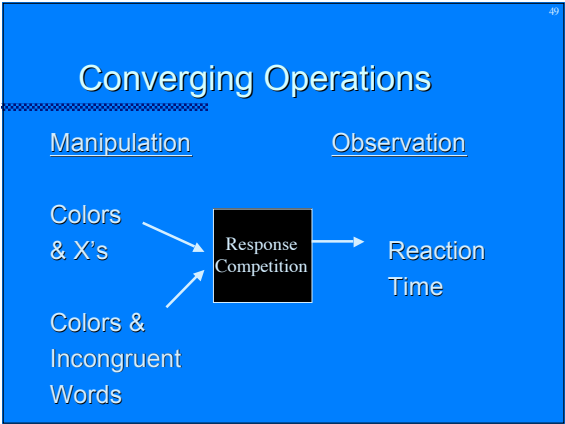 49
Converging Operations
Manipulation
Observation
Colors
& X's
Response
Competition
Reaction
Time
Colors &
Incongruent
Words